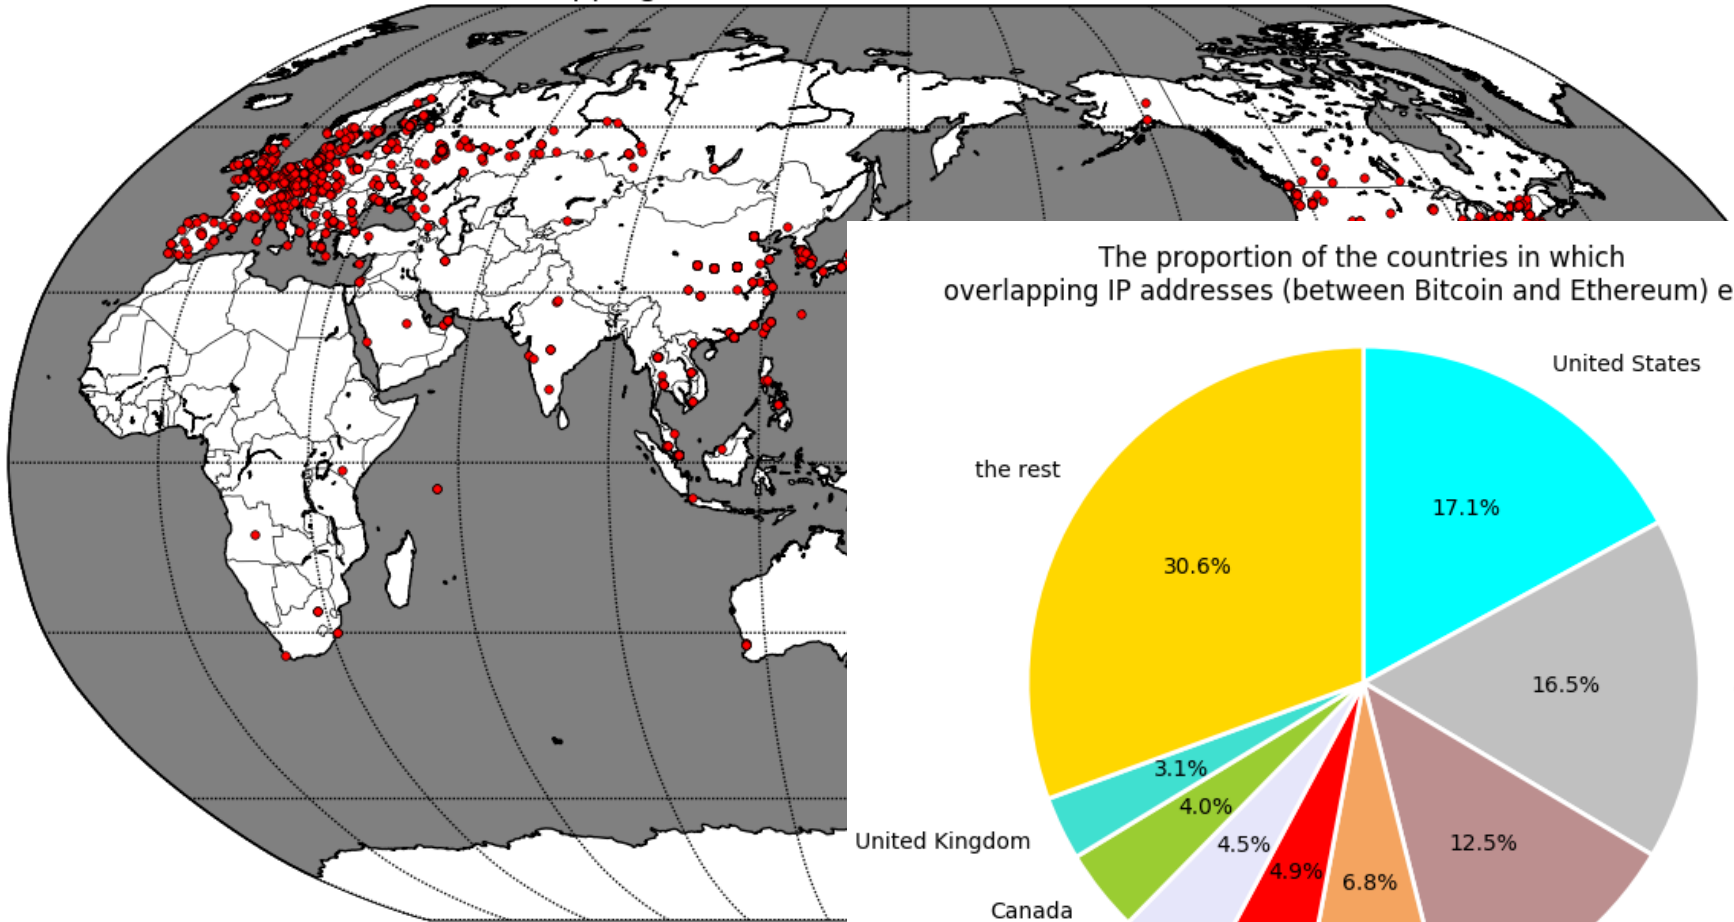 The proportion of the countries in which
overlapping IP addresses (between Bitcoin and Ethereum) e
United States
the rest
17.1%
30.6%
16.5%
3.1%
4.0%
United Kingdom
4.5%
12.5%
4.9%
6.8%
Canada